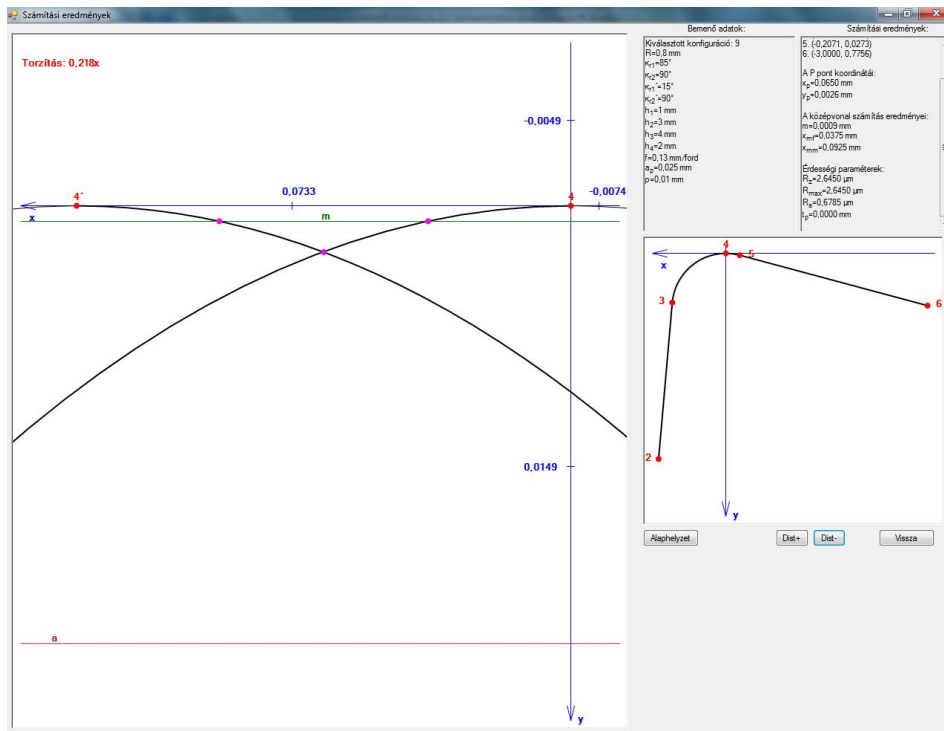 Számítási eredmények
Torzítás: 0,218x
-0,0049
4´
0,0733
4
-0,0074
x
m
0,0149
a
y
Bemenő adatok:
Kiválasztott konfiguráció: 9
R=0,8 mm
κr1=85°
κr2=90°
κr1´=15°
κr2´=90°
h1=1 mm
h2=3 mm
h3=4 mm
h4=2 mm
f=0,13 mm/ford
ap=0,025 mm
p=0,01 mm
Számítási eredmények:
5. (-0,2071, 0,0273)
6. (-3,0000, 0,7756)
A P pont koordinátái:
xp=0,0650 mm
yp=0,0026 mm
A középvonal számítás eredményei:
m=0,0009 mm
xmf=0,0375 mm
xmm=0,0925 mm
Érdességi paraméterek:
Rz=2,6450 µm
Rmax=2,6450 µm
Ra=0,6785 µm
tp=0,0000 mm
4
5
x
3
6
2
y
Alaphelyzet
Dist+
Dist-
Vissza